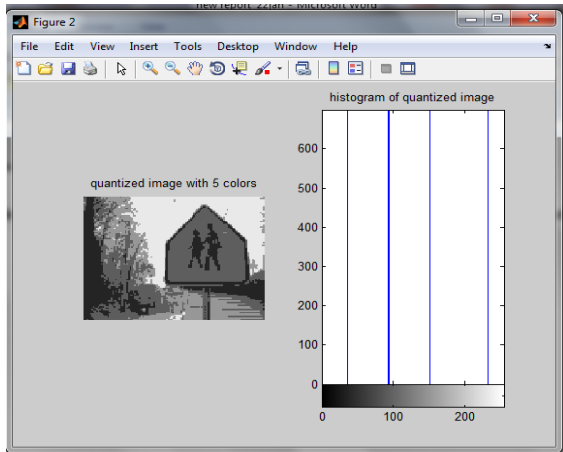 new report 22jan - Microsoft Word
Figure 2
File Edit View Insert Tools Desktop Window Help
histogram of quantized image
quantized image with 5 colors
600
500
400
300
200
100
0
0 100 200